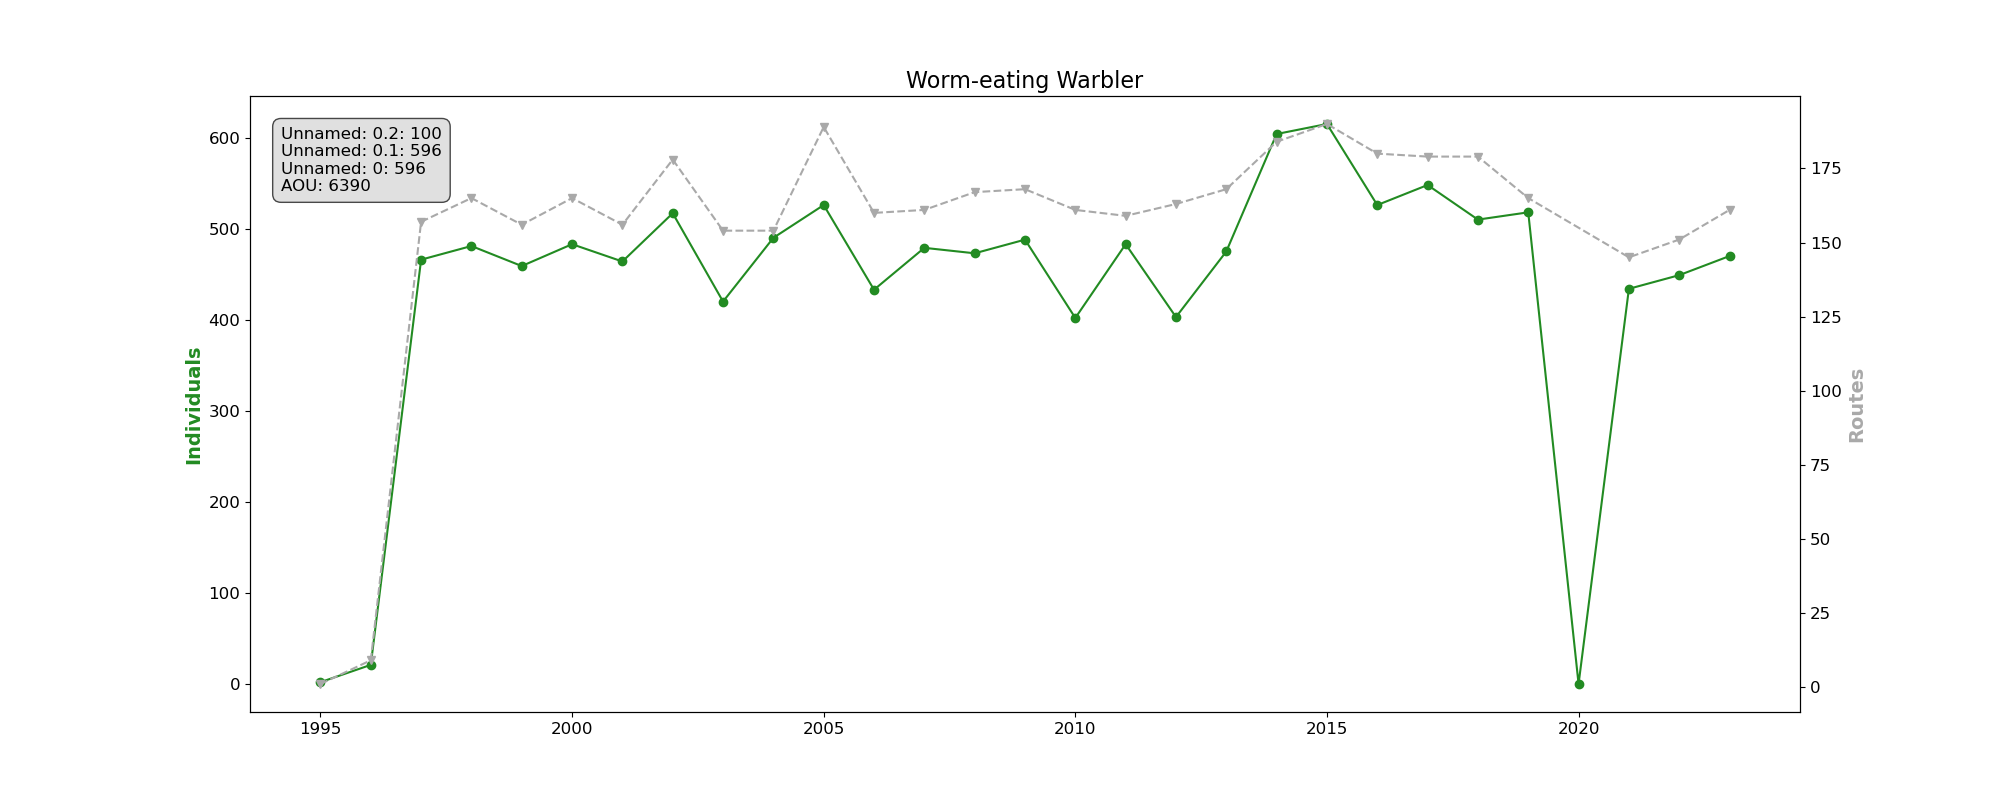 Worm-eating Warbler
Unnamed: 0.2: 100
Unnamed: 0.1: 596
Unnamed: 0: 596
AOU: 6390
Individuals
600
500
400
300
200
100
0
175
150
125
100
75
50
25
0
Routes
1995 2000 2005 2010 2015 2020